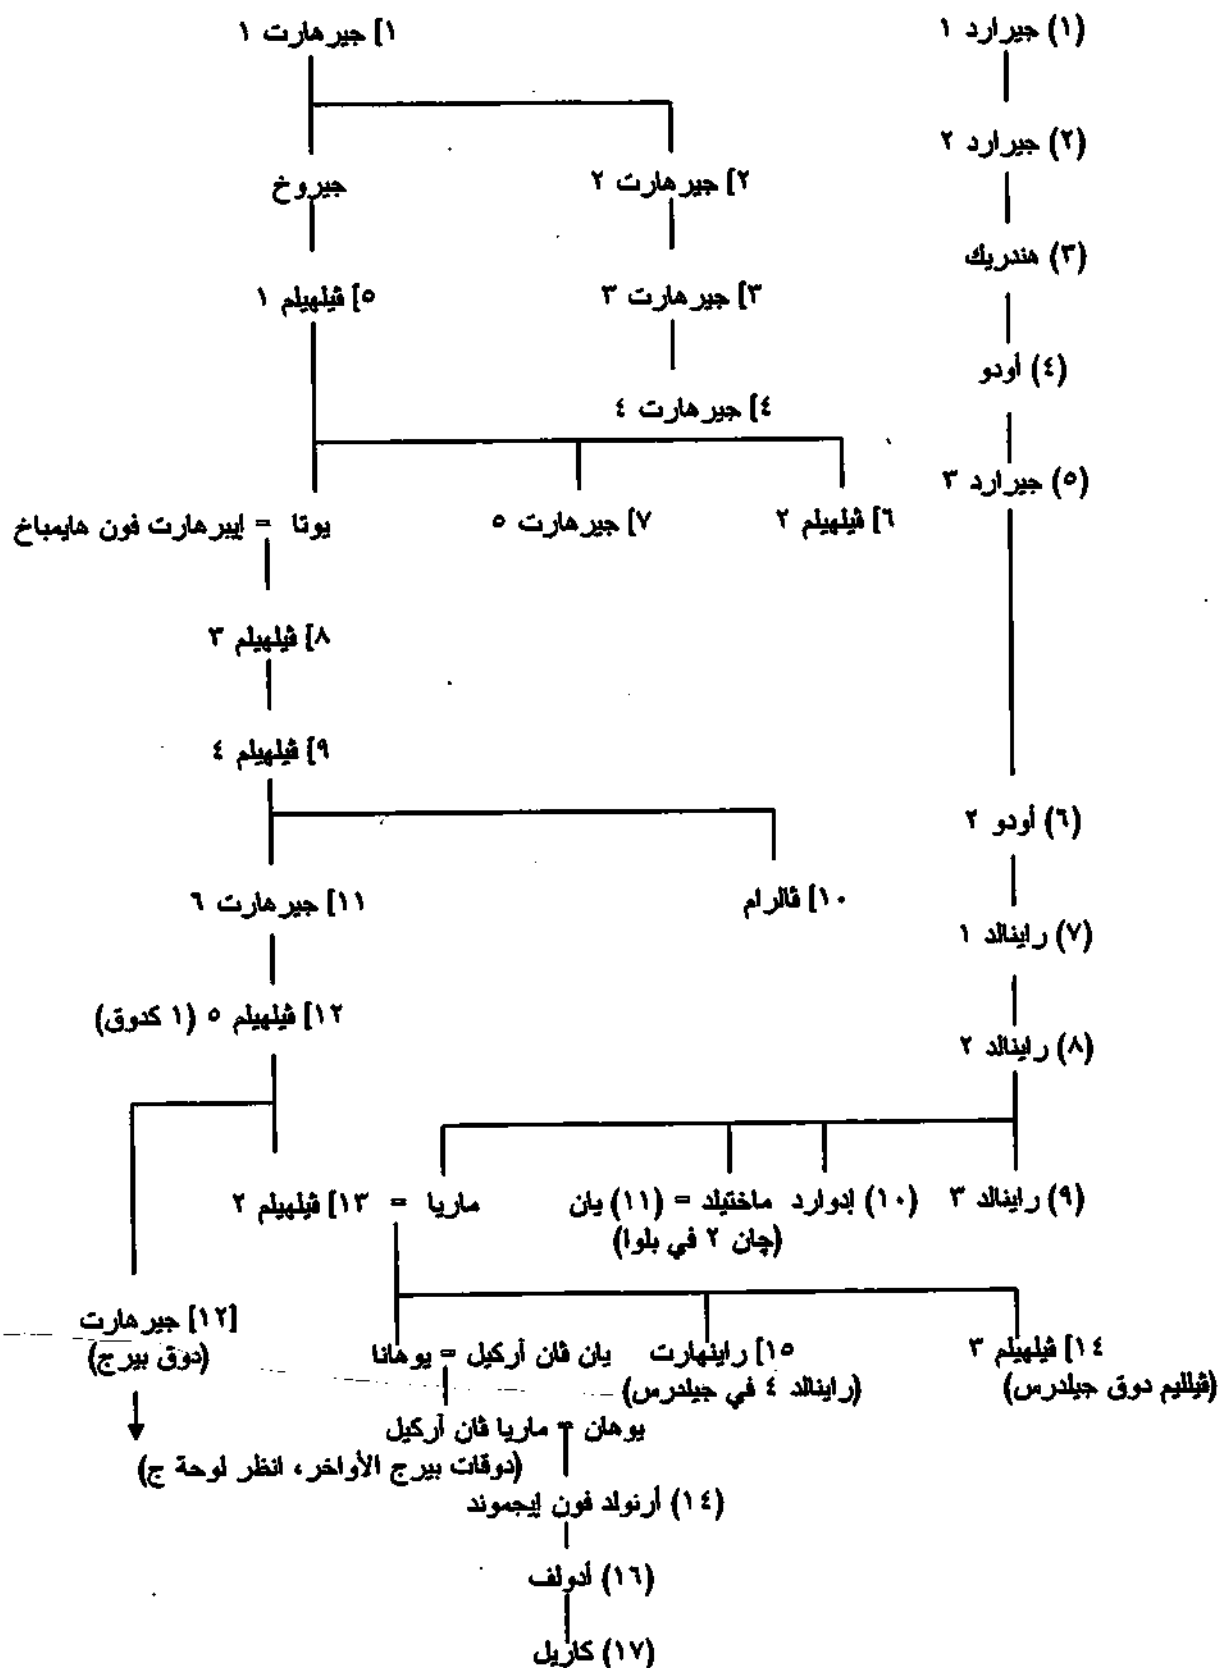 (١) جيرارد ١
١] جيرهارت ١
(٢) جيرارد ٢
٢] جيرهارت ٢
جيروخ
(٣) هندريك
٣] جيرهارت ٣
٥] ڤيلهيلم ١
(٤) أودو
٤] جيرهارت ٤
(٥) جيرارد ٣
٦] ڤيلهيلم ٢
٧] جيرهارت ٥
يوتا = إيبرهارت فون هايمباخ
٨] ڤيلهيلم ٣
٩] ڤيلهيلم ٤
(٦) أودو ٢
١٠] ڤالرام
١١] جيرهارت ٦
(٧) راينالد ١
١٢] ڤيلهيلم ٥ (١ كدوق)
(٨) راينالد ٢
(٩) راينالد ٣
(١٠) إدوارد
ماختيلد = (١١) يان
(چان ٢ في بلوا)
ماريا = ١٣] ڤيلهيلم ٢
١٤] ڤيلهيلم ٣
(ڤيلليم دوق جيلدرس)
١٥] راينهارت
(راينالد ٤ في جيلدرس)
يان ڤان آركيل = يوهانا
[١٢] جيرهارت
(دوق بيرج)
يوهان = ماريا ڤان آركيل
(دوقات بيرج الأواخر، انظر لوحة ج)
(١٤) أرنولد فون إيجموند
(١٦) أدولف
(١٧) كاريل